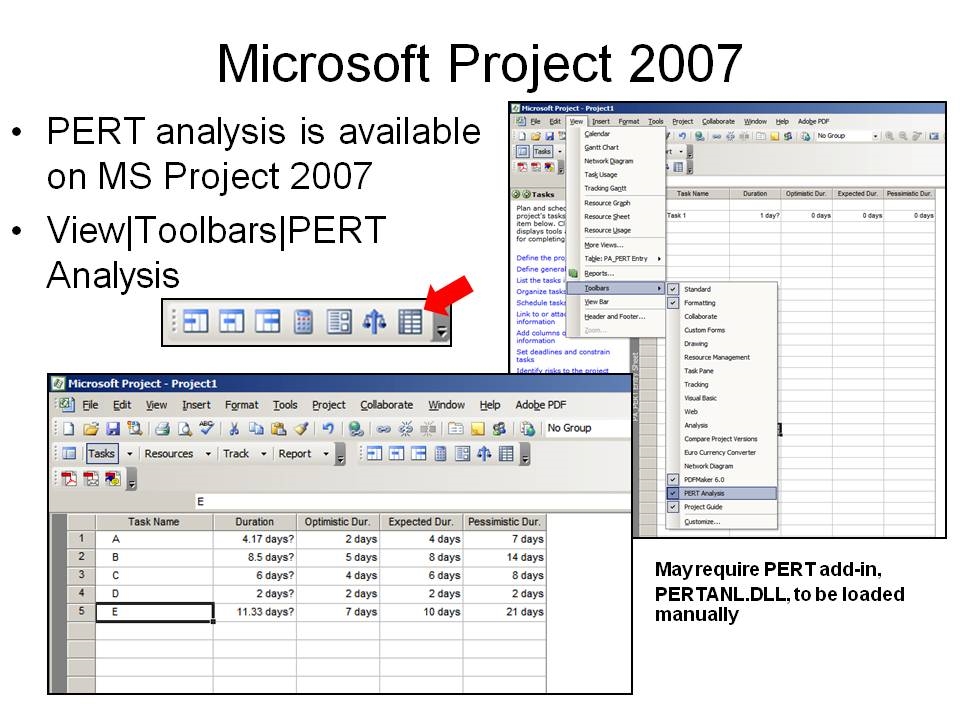 Microsoft Project 2007
• PERT analysis is available
on MS Project 2007
• View|Toolbars|PERT
Analysis
Microsoft Project - Project1
File Edit View Insert Format Tools Project Collaborate Window Help Adobe PDF
No Group
Tasks
Calendar
Gantt Chart
Network Diagram
Task Usage
Tracking Gantt
Resource Graph
Resource Sheet
Resource Usage
More Views...
Table: PA_PERT Entry
Reports...
Toolbars
View Bar
Header and Footer...
Zoom...
Tasks
Plan and sche
project's tasks
item below. Cl
displays tools a
for completing
Define the pro
Define genera
List the tasks i
Organize tasks
Schedule tasks
Link to or attac
information
Add columns o
information
Set deadlines and constrain
tasks
Identify risks to the project
Task Name Duration Optimistic Dur. Expected Dur. Pessimistic Dur.
Task 1 1 day? 0 days 0 days 0 days
Standard
Formatting
Collaborate
Custom Forms
Drawing
Resource Management
Task Pane
Tracking
Visual Basic
Web
Analysis
Compare Project Versions
Euro Currency Converter
Network Diagram
PDFMaker 6.0
PERT Analysis
Project Guide
Customize...
Microsoft Project - Project1
File Edit View Insert Format Tools Project Collaborate Window Help Adobe PDF
No Group
Tasks Resources Track Report
E
Task Name Duration Optimistic Dur. Expected Dur. Pessimistic Dur.
1 A 4.17 days? 2 days 4 days 7 days
2 B 8.5 days? 5 days 8 days 14 days
3 C 6 days? 4 days 6 days 8 days
4 D 2 days? 2 days 2 days 2 days
5 E 11.33 days? 7 days 10 days 21 days
May require PERT add-in,
PERTANL.DLL, to be loaded
manually